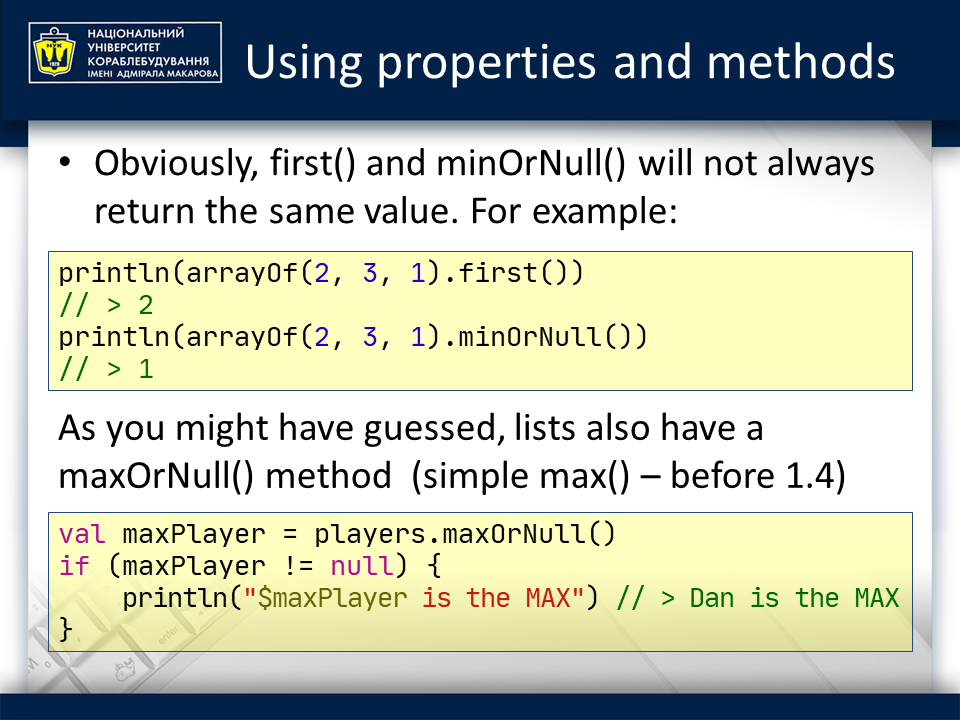 НАЦІОНАЛЬНИЙ
УНІВЕРСИТЕТ
КОРАБЛЕБУДУВАННЯ
ІМЕНІ АДМІРАЛА МАКАРОВА
НУК
1920
Using properties and methods
• Obviously, first() and minOrNull() will not always
return the same value. For example:
println(arrayOf(2, 3, 1).first())
// > 2
println(arrayOf(2, 3, 1).minOrNull())
// > 1
As you might have guessed, lists also have a
maxOrNull() method (simple max() – before 1.4)
val maxPlayer = players.maxOrNull()
if (maxPlayer != null) {
    println("$maxPlayer is the MAX") // > Dan is the MAX
}
enter